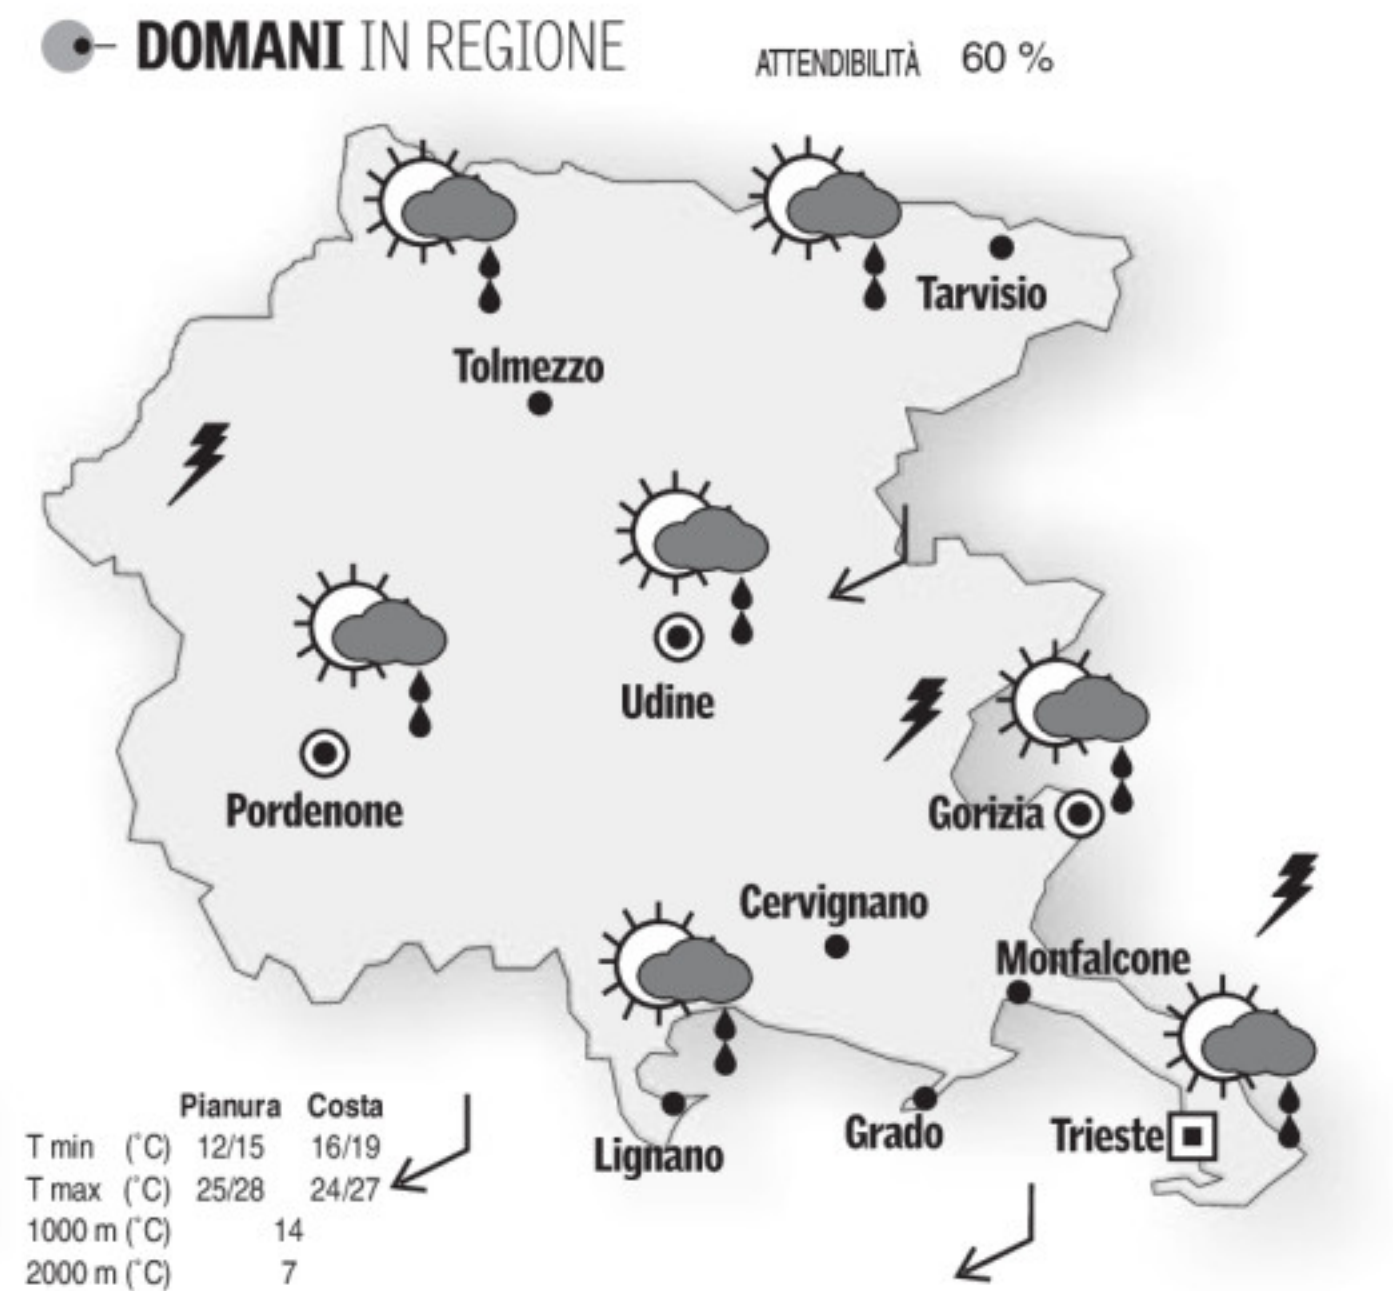 DOMANI IN REGIONE
ATTENDIBILITÀ 60 %
Tarvisio
Tolmezzo
Udine
Pordenone
Gorizia
Cervignano
Monfalcone
Lignano
Grado
Trieste
Pianura Costa
T min (°C) 12/15 16/19
T max (°C) 25/28 24/27
1000 m (°C) 14
2000 m (°C) 7